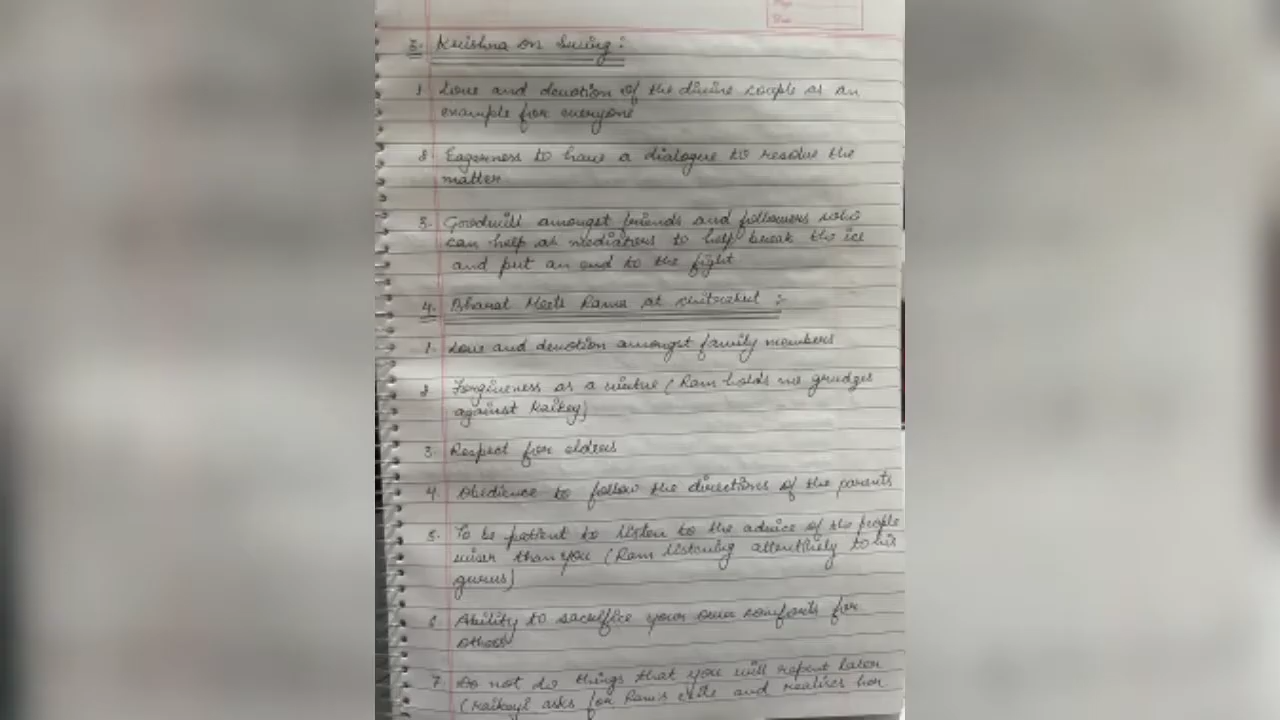 3. Krishna on Swing :
1. Love and devotion of the divine couple as an
example for everyone
2. Eagerness to have a dialogue to resolve the
matter
3. Goodwill amongst friends and followers who
can help as mediators to help break the ice
and put an end to the fight
4. Bharat Meets Rama at Chitrakut :-
1. Love and devotion amongst family members
2 Forgiveness as a virtue (Ram holds no grudges
against Kaikey)
3. Respect for elders
4. Obedience to follow the directions of the parents
5. To be patient to listen to the advice of the people
wiser than you (Ram listening attentively to his
gurus)
6 Ability to sacrifice your own comforts for
others
7. Do not do things that you will repent later
(Kaikeyi asks for Ram's exile and realises her